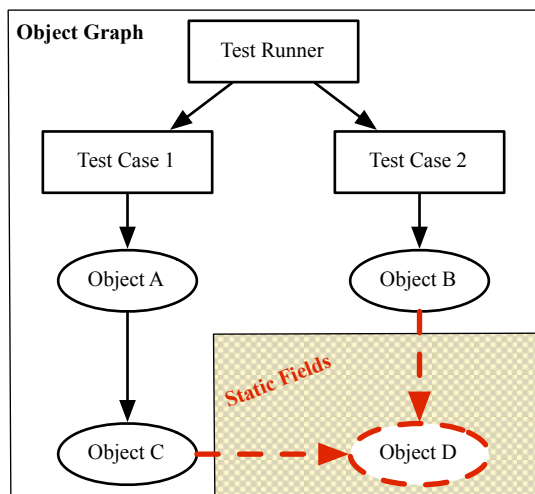 Object Graph
Test Runner
Test Case 1
Test Case 2
Object A
Object B
Static Fields
Object C
Object D